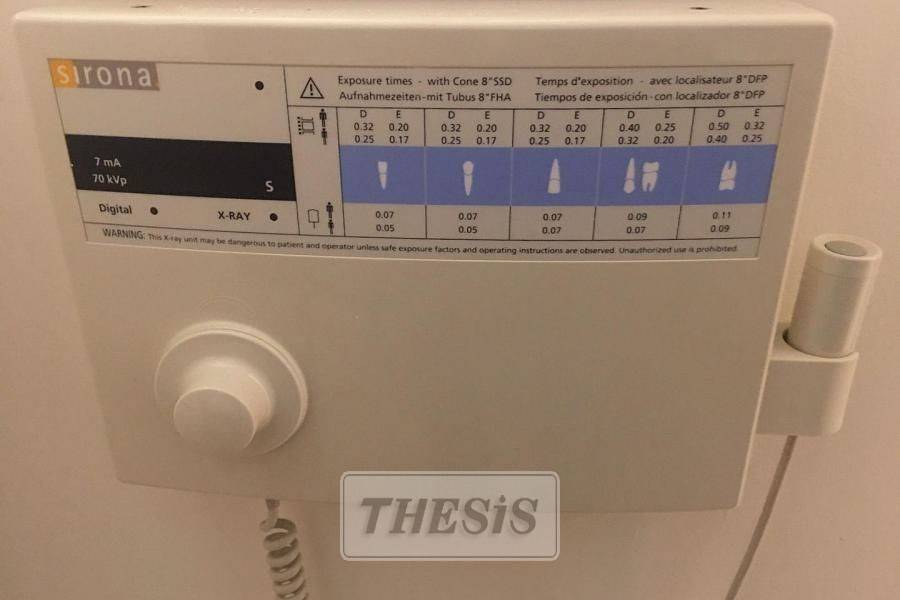 sirona
Exposure times - with Cone 8"SSD
Temps d'exposition - avec localisateur 8"DFP
Aufnahmezeiten-mit Tubus 8"FHA
Tiempos de exposición-con localizador 8"DFP
D E D E D E D E D E
0.32 0.20 0.32 0.20 0.32 0.20 0.40 0.25 0.50 0.32
0.25 0.17 0.25 0.17 0.25 0.17 0.32 0.20 0.40 0.25
7 mA
70 kVp
S
Digital
X-RAY
0.07 0.07 0.07 0.09 0.11
0.05 0.05 0.07 0.07 0.09
WARNING: This X-ray unit may be dangerous to patient and operator unless safe exposure factors and operating instructions are observed. Unauthorized use is prohibited.
THESiS